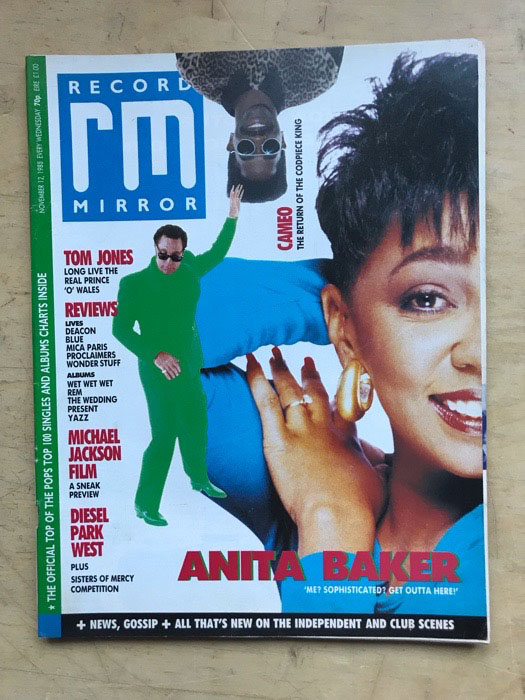 RECORD
rm
MIRROR
NOVEMBER 12, 1988 EVERY WEDNESDAY 70p. EIRE £1.00
★ THE OFFICIAL TOP OF THE POPS TOP 100 SINGLES AND ALBUMS CHARTS INSIDE
CAMEO
THE RETURN OF THE CODPIECE KING
TOM JONES
LONG LIVE THE
REAL PRINCE
'O' WALES
REVIEWS
LIVES
DEACON
BLUE
MICA PARIS
PROCLAIMERS
WONDER STUFF
ALBUMS
WET WET WET
REM
THE WEDDING
PRESENT
YAZZ
MICHAEL
JACKSON
FILM
A SNEAK
PREVIEW
DIESEL
PARK
WEST
PLUS
SISTERS OF MERCY
COMPETITION
ANITA BAKER
'ME? SOPHISTICATED? GET OUTTA HERE!'
+ NEWS, GOSSIP + ALL THAT'S NEW ON THE INDEPENDENT AND CLUB SCENES